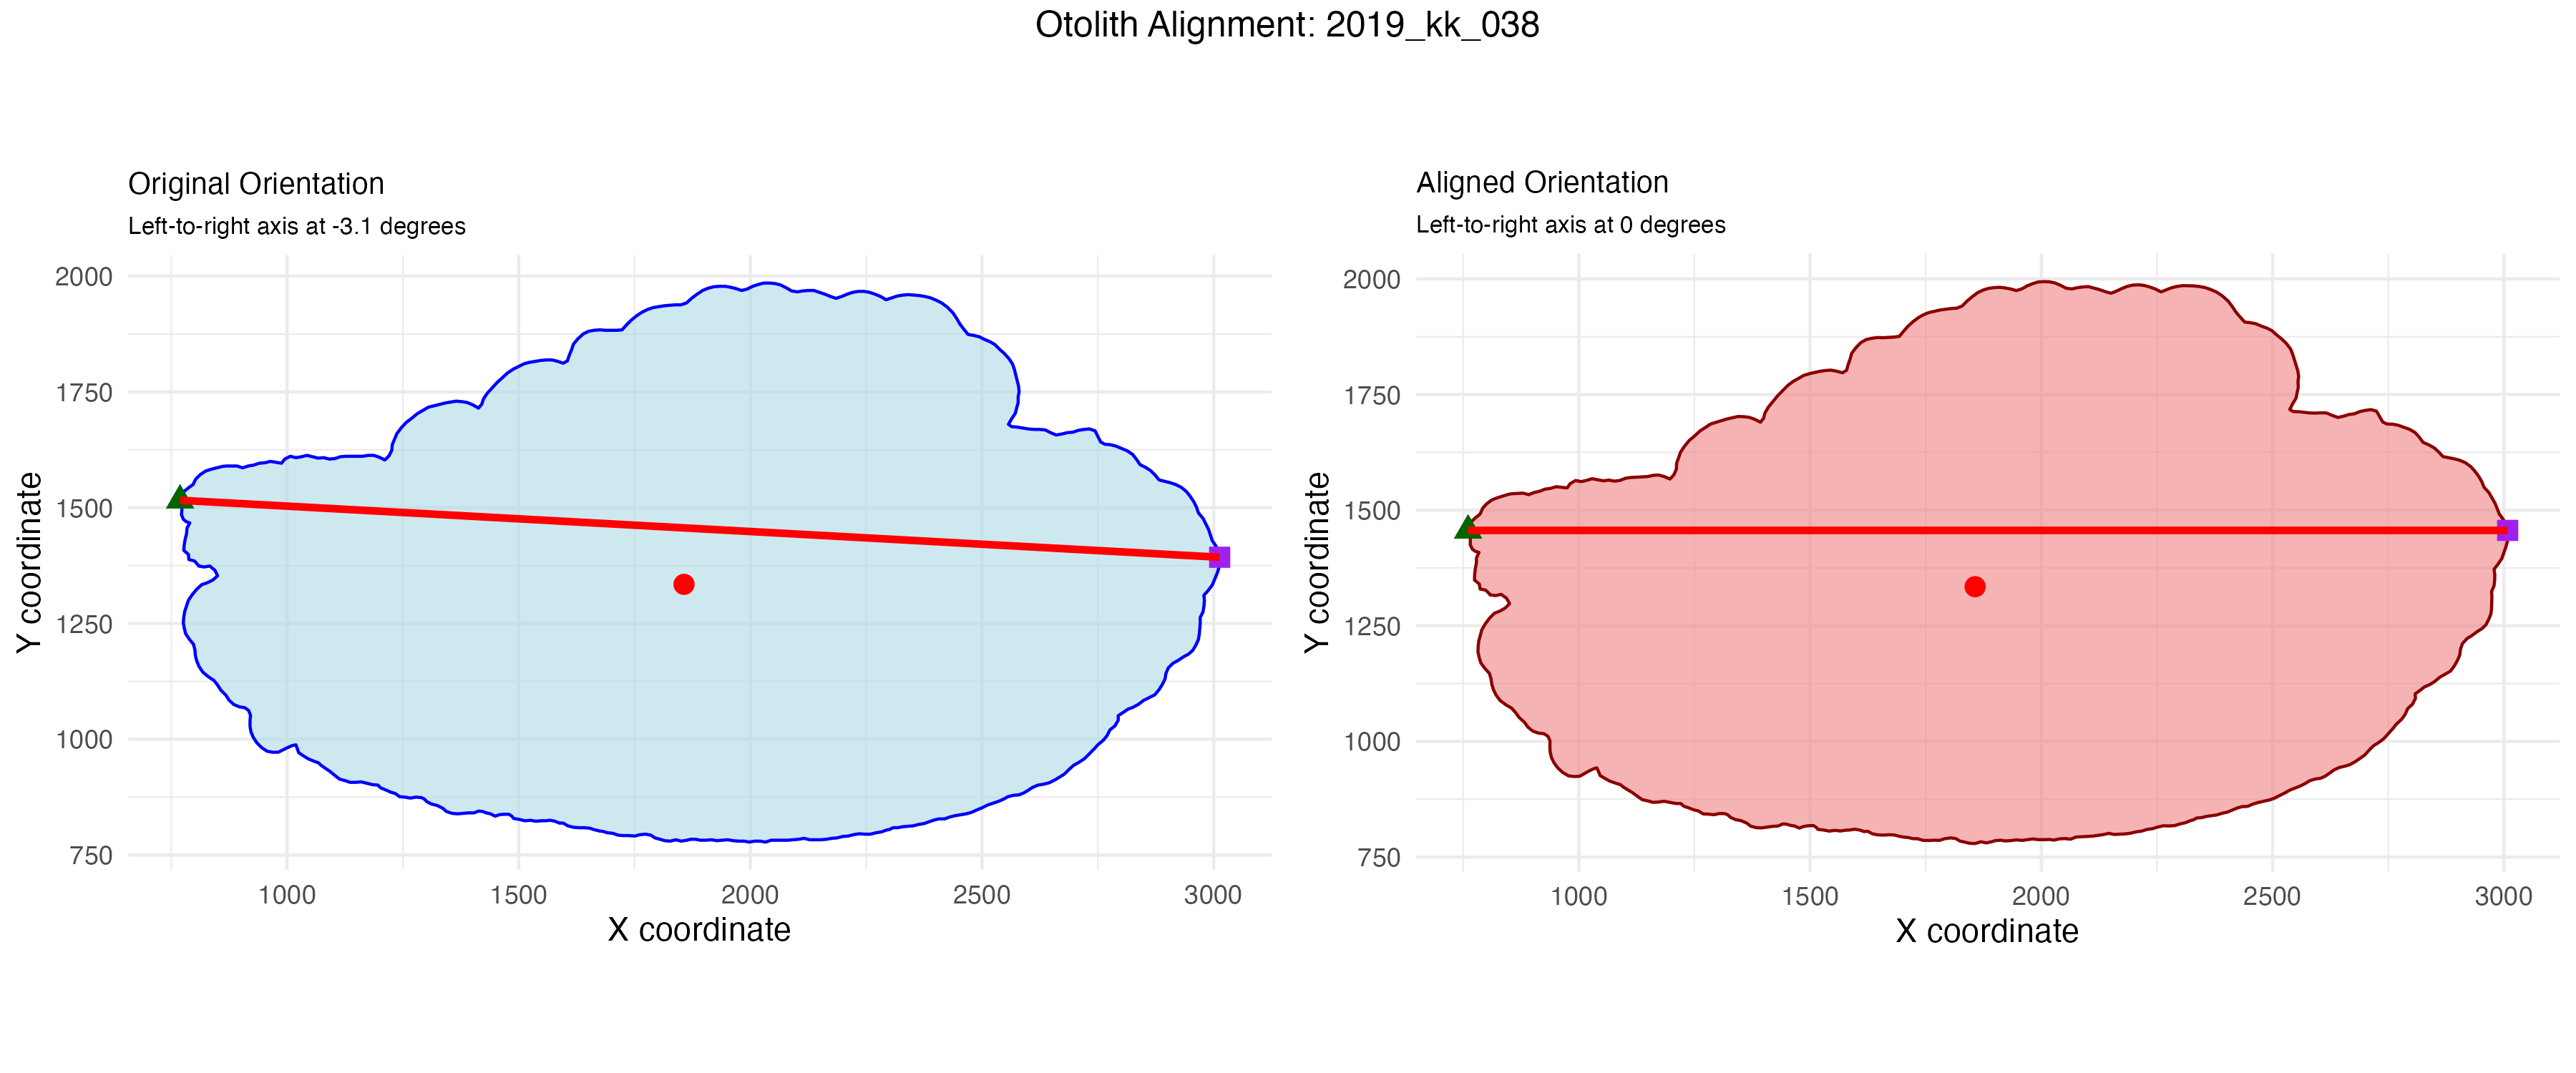 Otolith Alignment: 2019_kk_038
Original Orientation
Left-to-right axis at -3.1 degrees
2000
1750
1500
1250
1000
750
Y coordinate
1000 1500 2000 2500 3000
X coordinate
Aligned Orientation
Left-to-right axis at 0 degrees
2000
1750
1500
1250
1000
750
Y coordinate
1000 1500 2000 2500 3000
X coordinate